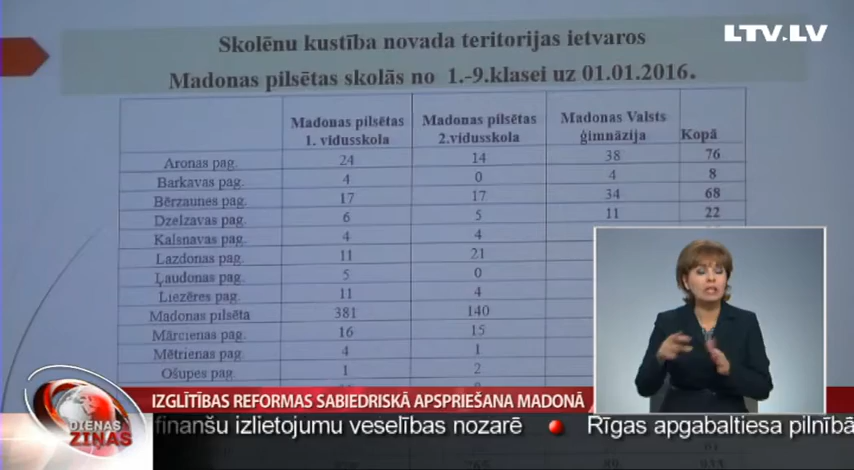 LTV.LV
Skolēnu kustība novada teritorijas ietvaros
Madonas pilsētas skolās no 1.-9.klasei uz 01.01.2016.
Madonas pilsētas 1. vidusskola Madonas pilsētas 2.vidusskola Madonas Valsts ģimnāzija Kopā
Aronas pag. 24 14 38 76
Barkavas pag. 4 0 4 8
Bērzaunes pag. 17 17 34 68
Dzelzavas pag. 6 5 11 22
Kalsnavas pag. 4 4
Lazdonas pag. 11 21
Ļaudonas pag. 5 0
Liezēres pag. 11 4
Madonas pilsēta 381 140
Mārcienas pag. 16 15
Mētrienas pag. 4 1
Ošupes pag. 1 2
IZGLĪTĪBAS REFORMAS SABIEDRISKĀ APSPRIEŠANA MADONĀ
DIENAS
ZIŅAS
finanšu izlietojumu veselības nozarē Rīgas apgabaltiesa pilnībā